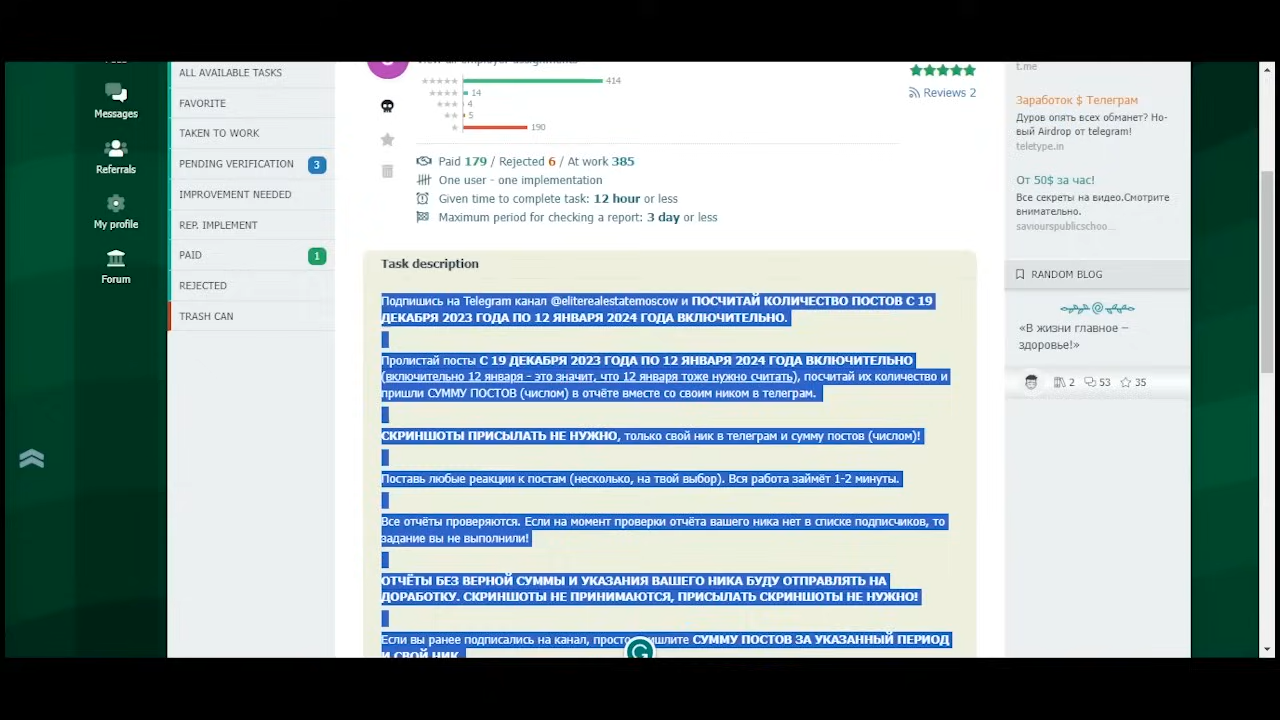 Messages
Referrals
My profile
Forum
ALL AVAILABLE TASKS
FAVORITE
TAKEN TO WORK
PENDING VERIFICATION 3
IMPROVEMENT NEEDED
REP. IMPLEMENT
PAID 1
REJECTED
TRASH CAN
414
14
4
5
190
Reviews 2
Paid 179 / Rejected 6 / At work 385
One user - one implementation
Given time to complete task: 12 hour or less
Maximum period for checking a report: 3 day or less
Task description
Подпишись на Telegram канал @eliterealestatemoscow и ПОСЧИТАЙ КОЛИЧЕСТВО ПОСТОВ С 19
ДЕКАБРЯ 2023 ГОДА ПО 12 ЯНВАРЯ 2024 ГОДА ВКЛЮЧИТЕЛЬНО.
Пролистай посты С 19 ДЕКАБРЯ 2023 ГОДА ПО 12 ЯНВАРЯ 2024 ГОДА ВКЛЮЧИТЕЛЬНО
(включительно 12 января - это значит, что 12 января тоже нужно считать), посчитай их количество и
пришли СУММУ ПОСТОВ (числом) в отчёте вместе со своим ником в телеграм.
СКРИНШОТЫ ПРИСЫЛАТЬ НЕ НУЖНО, только свой ник в телеграм и сумму постов (числом)!
Поставь любые реакции к постам (несколько, на твой выбор). Вся работа займёт 1-2 минуты.
Все отчёты проверяются. Если на момент проверки отчёта вашего ника нет в списке подписчиков, то
задание вы не выполнили!
ОТЧЁТЫ БЕЗ ВЕРНОЙ СУММЫ И УКАЗАНИЯ ВАШЕГО НИКА БУДУ ОТПРАВЛЯТЬ НА
ДОРАБОТКУ. СКРИНШОТЫ НЕ ПРИНИМАЮТСЯ, ПРИСЫЛАТЬ СКРИНШОТЫ НЕ НУЖНО!
Если вы ранее подписались на канал, просто СУММУ ПОСТОВ ЗА УКАЗАННЫЙ ПЕРИОД
И СВОЙ НИК.
t.me
Заработок $ Телеграм
Дуров опять всех обманет? Но-
вый Airdrop от telegram!
teletype.in
От 50$ за час!
Все секреты на видео.Смотрите
внимательно.
saviourspublicschoo...
RANDOM BLOG
«В жизни главное –
здоровье!»
2 53 35